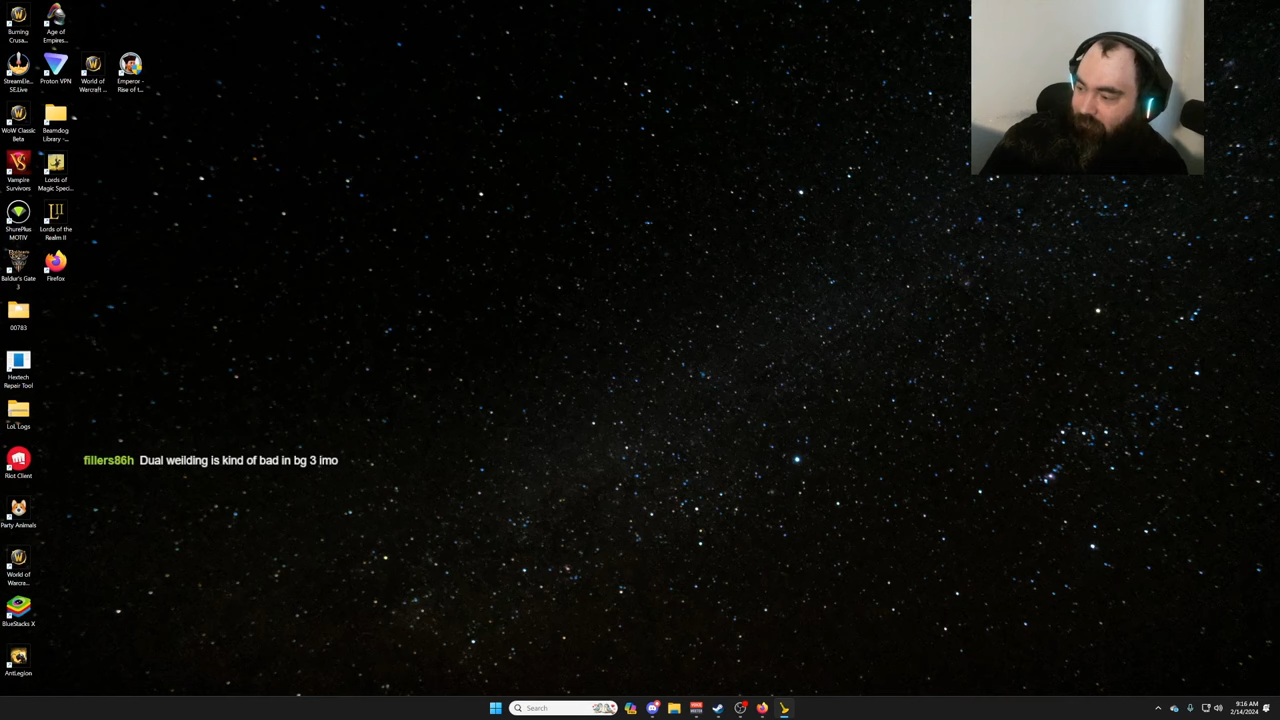 Burning
Crusa...
Age of
Empires...
Streamlle...
SE.Live
Proton VPN
World of
Warcraft ...
Emperor -
Rise of t...
WoW Classic
Beta
Beamdog
Library -...
Vampire
Survivors
Lords of
Magic Speci...
ShurePlus
MOTIV
Lords of the
Realm II
Baldur's Gate
3
Firefox
00783
Hextech
Repair Tool
LoL Logs
fillers86h Dual weilding is kind of bad in bg 3 imo
Riot Client
Party Animals
World of
Warcra...
BlueStacks X
AntLegion
Search
9:16 AM
2/14/2024